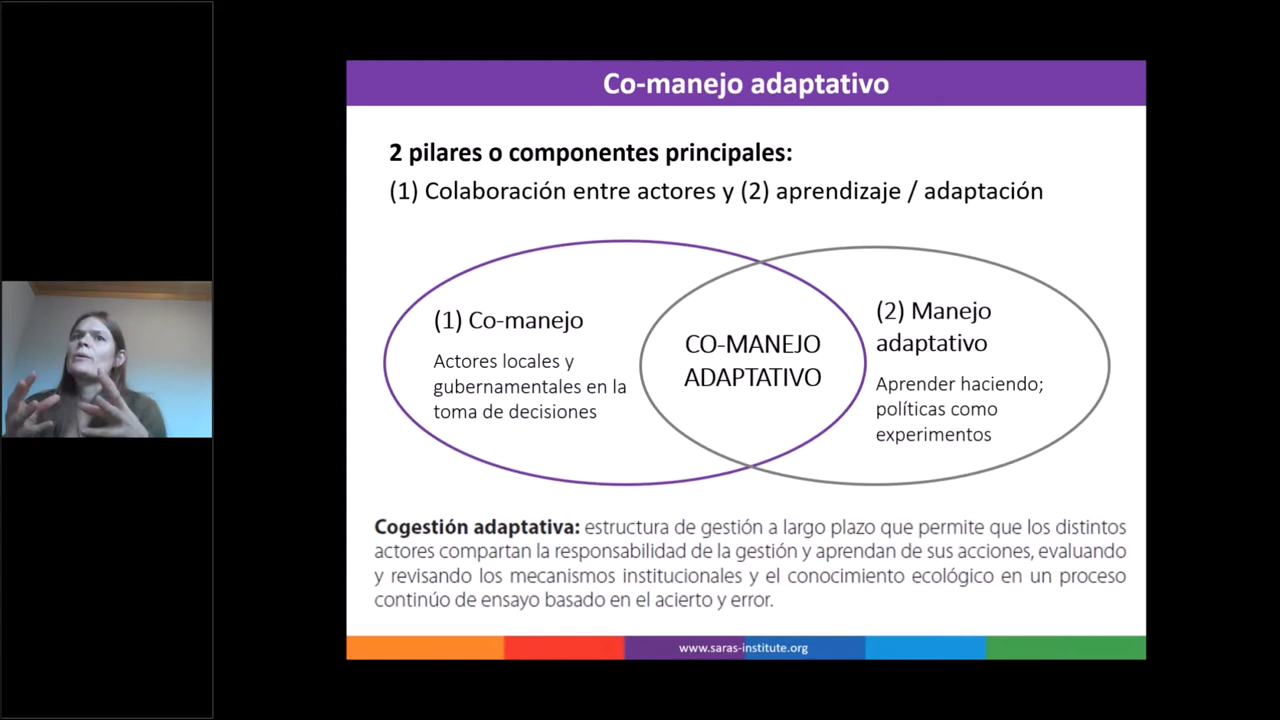 Co-manejo adaptativo
2 pilares o componentes principales:
(1) Colaboración entre actores y (2) aprendizaje / adaptación
(1) Co-manejo
Actores locales y
gubernamentales en la
toma de decisiones
CO-MANEJO
ADAPTATIVO
(2) Manejo
adaptativo
Aprender haciendo;
políticas como
experimentos
Cogestión adaptativa: estructura de gestión a largo plazo que permite que los distintos
actores compartan la responsabilidad de la gestión y aprendan de sus acciones, evaluando
y revisando los mecanismos institucionales y el conocimiento ecológico en un proceso
continúo de ensayo basado en el acierto y error.
www.saras-institute.org